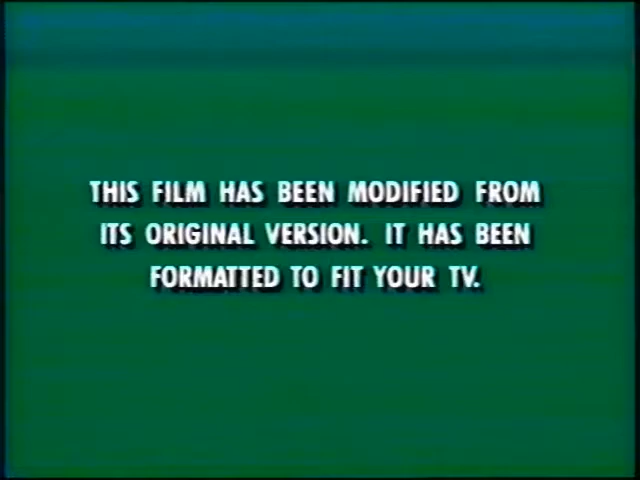 THIS FILM HAS BEEN MODIFIED FROM
ITS ORIGINAL VERSION. IT HAS BEEN
FORMATTED TO FIT YOUR TV.